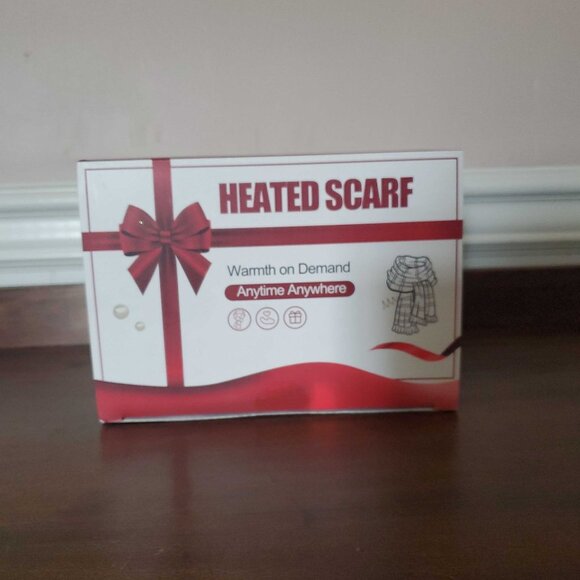 HEATED SCARF
Warmth on Demand
Anytime Anywhere